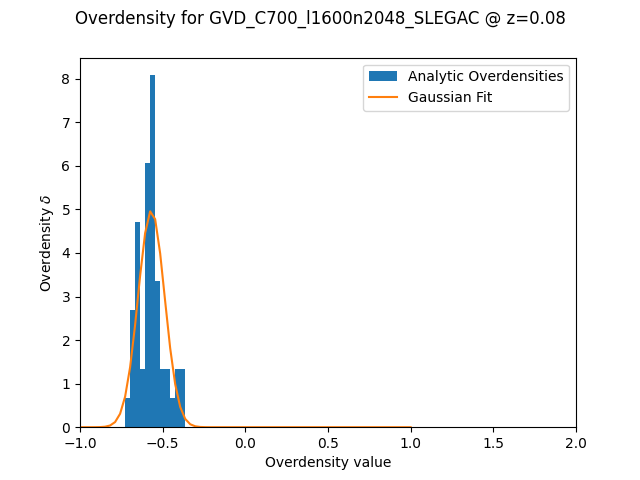 Overdensity for GVD_C700_l1600n2048_SLEGAC @ z=0.08
Analytic Overdensities
Gaussian Fit
Overdensity δ
8
7
6
5
4
3
2
1
0
−1.0 −0.5 0.0 0.5 1.0 1.5 2.0
Overdensity value